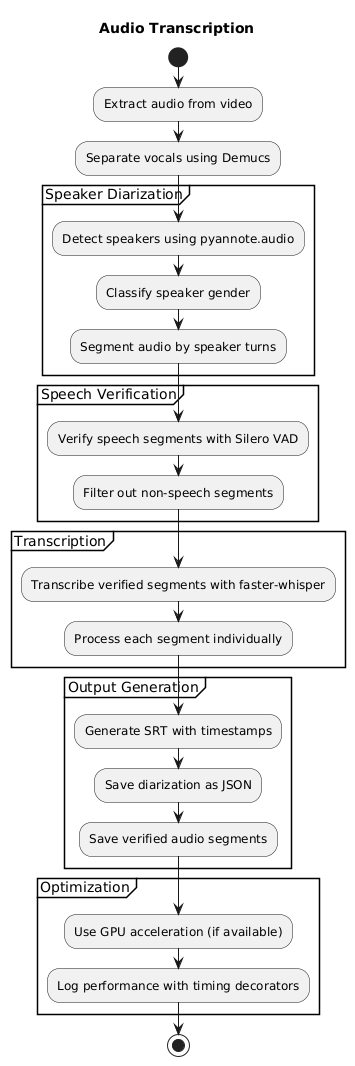 Audio Transcription
Extract audio from video
Separate vocals using Demucs
Speaker Diarization
Detect speakers using pyannote.audio
Classify speaker gender
Segment audio by speaker turns
Speech Verification
Verify speech segments with Silero VAD
Filter out non-speech segments
Transcription
Transcribe verified segments with faster-whisper
Process each segment individually
Output Generation
Generate SRT with timestamps
Save diarization as JSON
Save verified audio segments
Optimization
Use GPU acceleration (if available)
Log performance with timing decorators